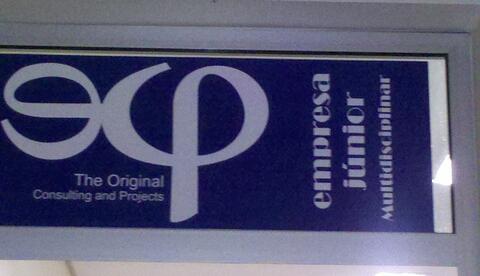 The Original
Consulting and Projects
empresa
júnior
Multidisciplinar